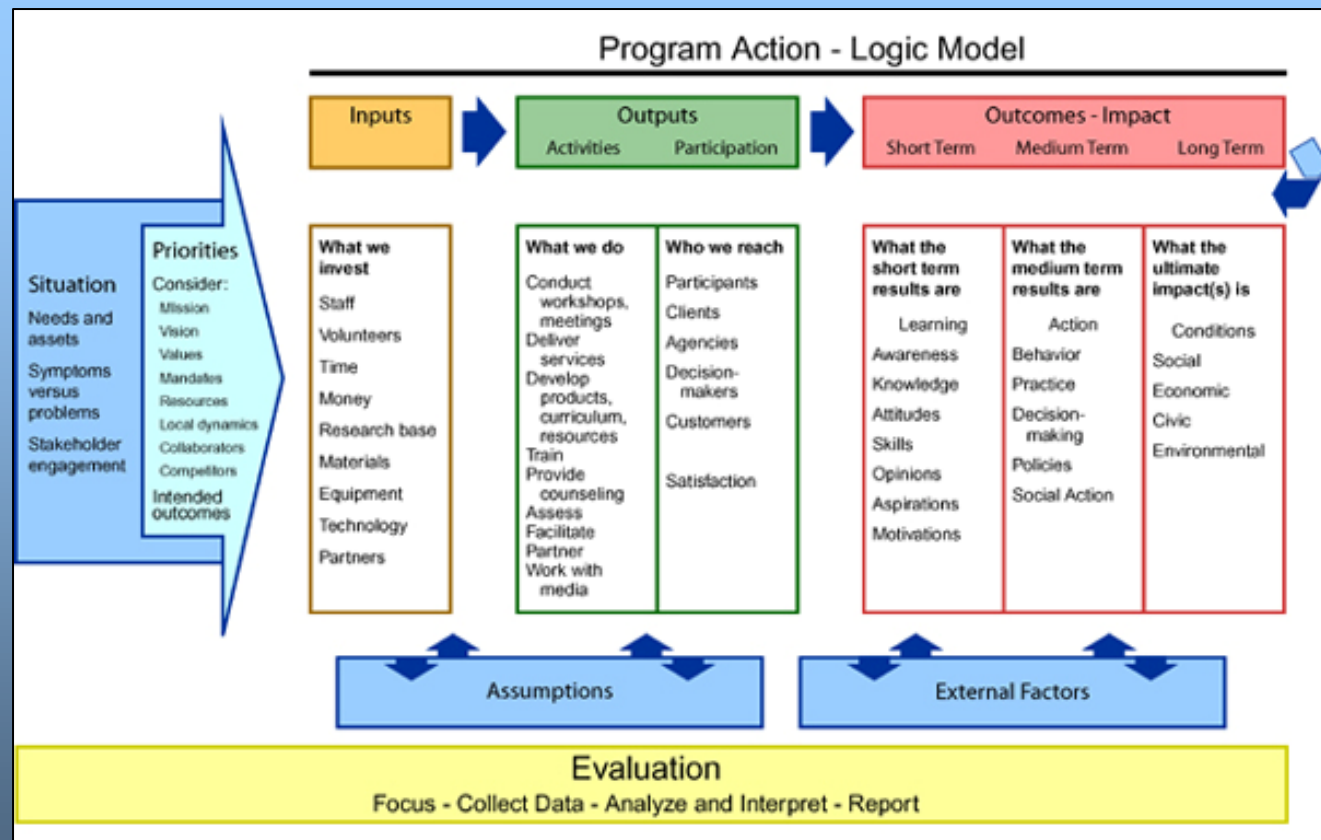 Program Action - Logic Model
Inputs
Outputs
Activities Participation
Outcomes - Impact
Short Term Medium Term Long Term
Situation
Needs and
assets
Symptoms
versus
problems
Stakeholder
engagement
Priorities
Consider:
Mission
Vision
Values
Mandates
Resources
Local dynamics
Collaborators
Competitors
Intended
outcomes
What we
invest
Staff
Volunteers
Time
Money
Research base
Materials
Equipment
Technology
Partners
What we do
Conduct
workshops,
meetings
Deliver
services
Develop
products,
curriculum,
resources
Train
Provide
counseling
Assess
Facilitate
Partner
Work with
media
Who we reach
Participants
Clients
Agencies
Decision-
makers
Customers
Satisfaction
What the
short term
results are
Learning
Awareness
Knowledge
Attitudes
Skills
Opinions
Aspirations
Motivations
What the
medium term
results are
Action
Behavior
Practice
Decision-
making
Policies
Social Action
What the
ultimate
impact(s) is
Conditions
Social
Economic
Civic
Environmental
Assumptions
External Factors
Evaluation
Focus - Collect Data - Analyze and Interpret - Report